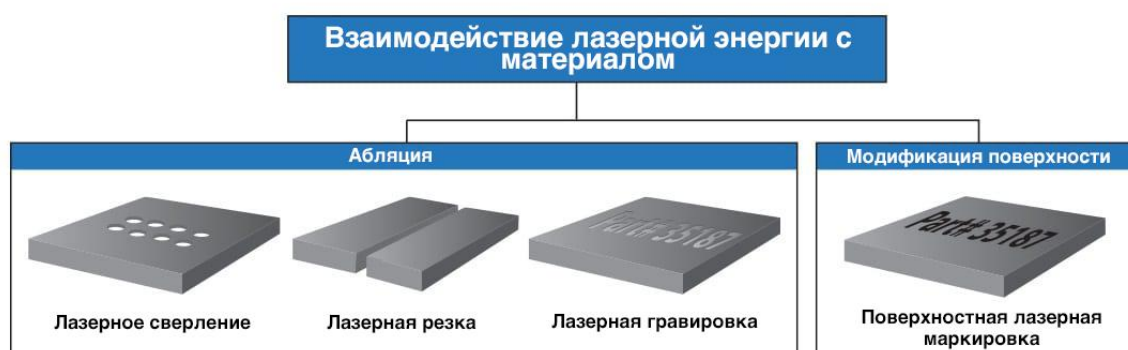 Взаимодействие лазерной энергии с
материалом
Абляция
Модификация поверхности
Part# 35187
Part# 35187
Лазерное сверление
Лазерная резка
Лазерная гравировка
Поверхностная лазерная
маркировка